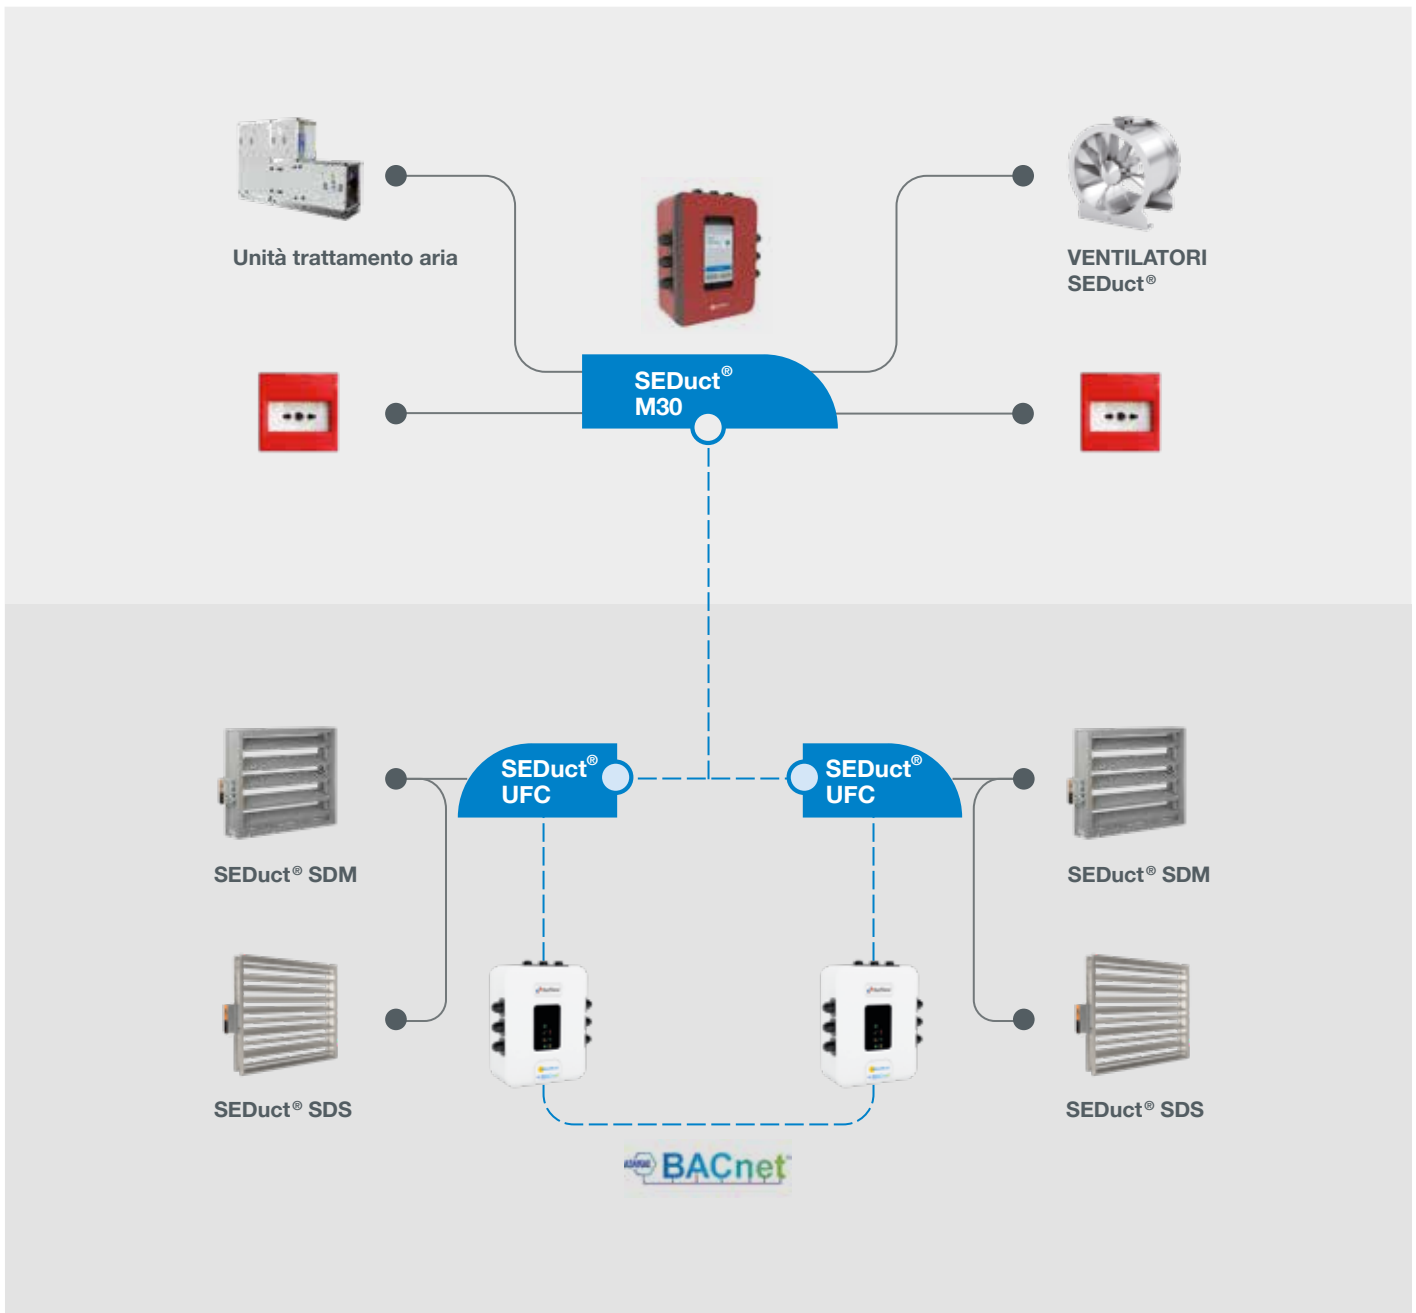 Unità trattamento aria
VENTILATORI
SEDuct®
SEDuct®
M30
SEDuct®
UFC
SEDuct®
UFC
SEDuct® SDM
SEDuct® SDM
SEDuct® SDS
SEDuct® SDS
BACnet